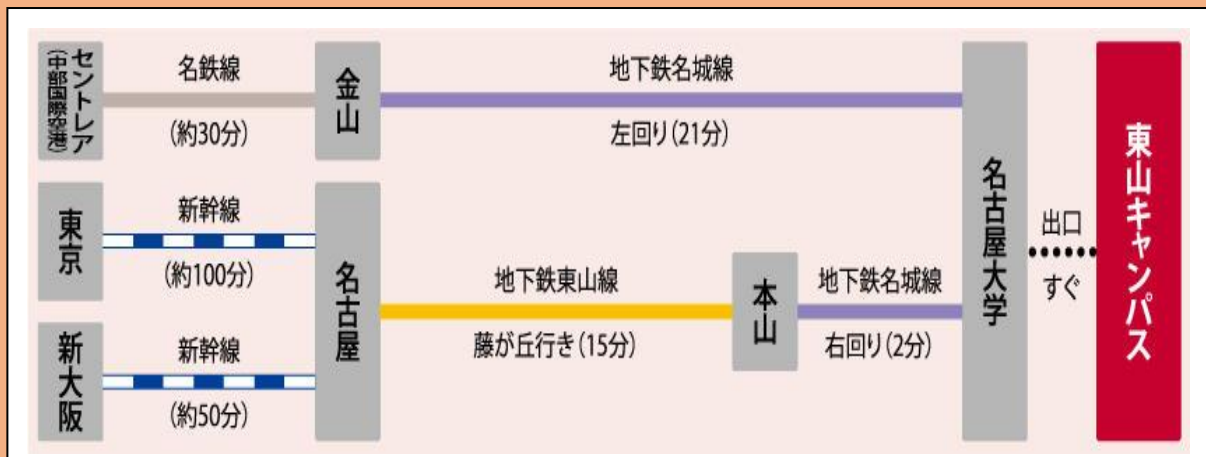 セントレア
(中部国際空港)
名鉄線
(約30分)
金山
地下鉄名城線
左回り(21分)
東京
新幹線
(約100分)
新大阪
新幹線
(約50分)
名古屋
地下鉄東山線
藤が丘行き(15分)
本山
地下鉄名城線
右回り(2分)
名古屋大学
出口
すぐ
東山キャンパス